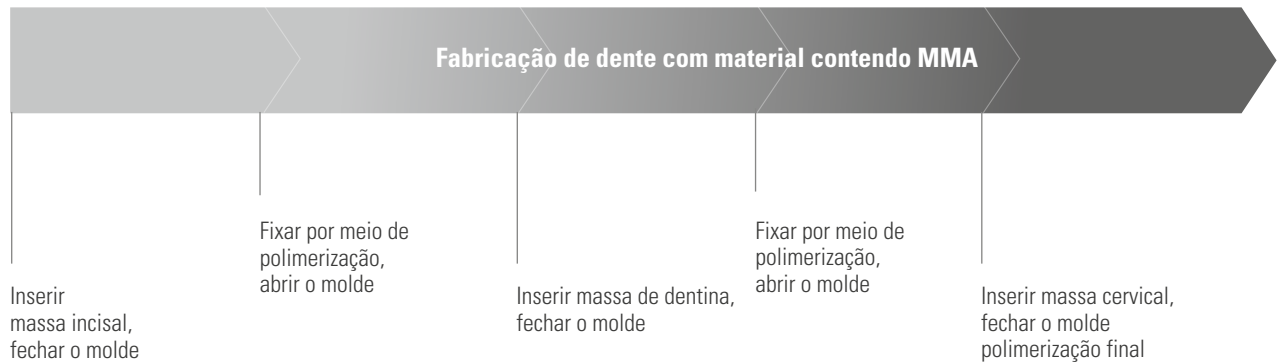 Fabricação de dente com material contendo MMA
Inserir
massa incisal,
fechar o molde
Fixar por meio de
polimerização,
abrir o molde
Inserir massa de dentina,
fechar o molde
Fixar por meio de
polimerização,
abrir o molde
Inserir massa cervical,
fechar o molde
polimerização final